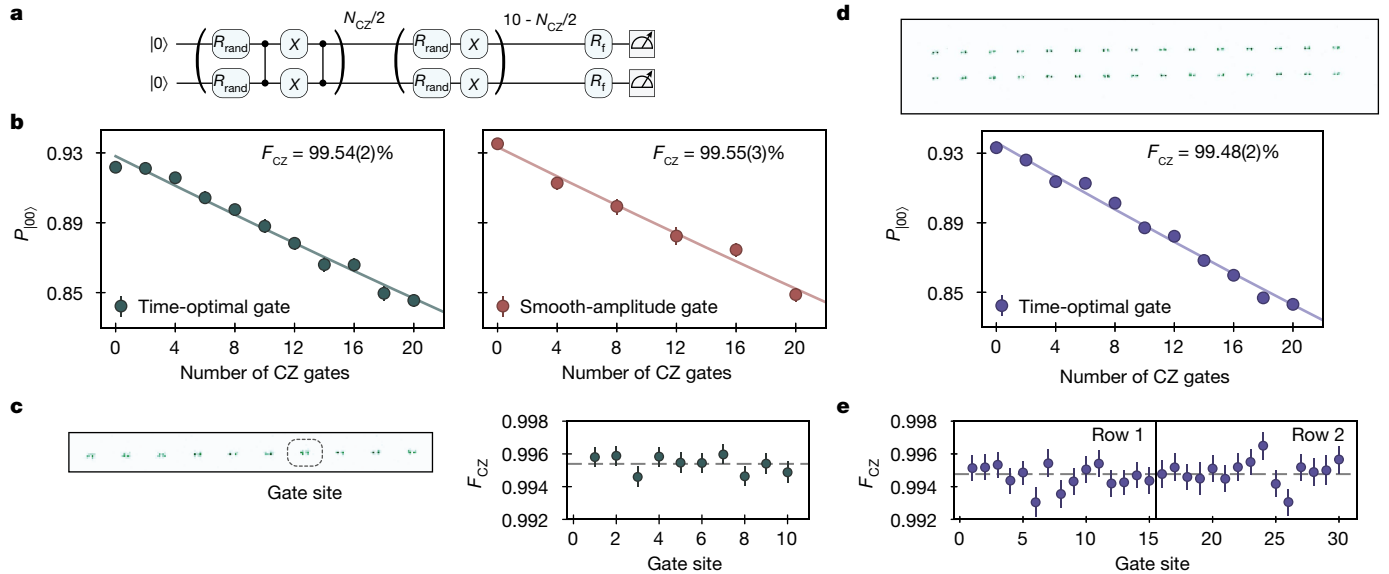 a
N_CZ/2
10 - N_CZ/2
|0⟩ R_rand X R_rand X R_f
|0⟩ R_rand X R_rand X R_f
b
P_|00⟩
0.93
0.89
0.85
F_CZ = 99.54(2)%
Time-optimal gate
0 4 8 12 16 20
Number of CZ gates
F_CZ = 99.55(3)%
Smooth-amplitude gate
0 4 8 12 16 20
Number of CZ gates
c
Gate site
F_CZ
0.998
0.996
0.994
0.992
0 2 4 6 8 10
Gate site
d
P_|00⟩
0.93
0.89
0.85
F_CZ = 99.48(2)%
Time-optimal gate
0 4 8 12 16 20
Number of CZ gates
e
F_CZ
0.998
0.996
0.994
0.992
Row 1
Row 2
0 5 10 15 20 25 30
Gate site